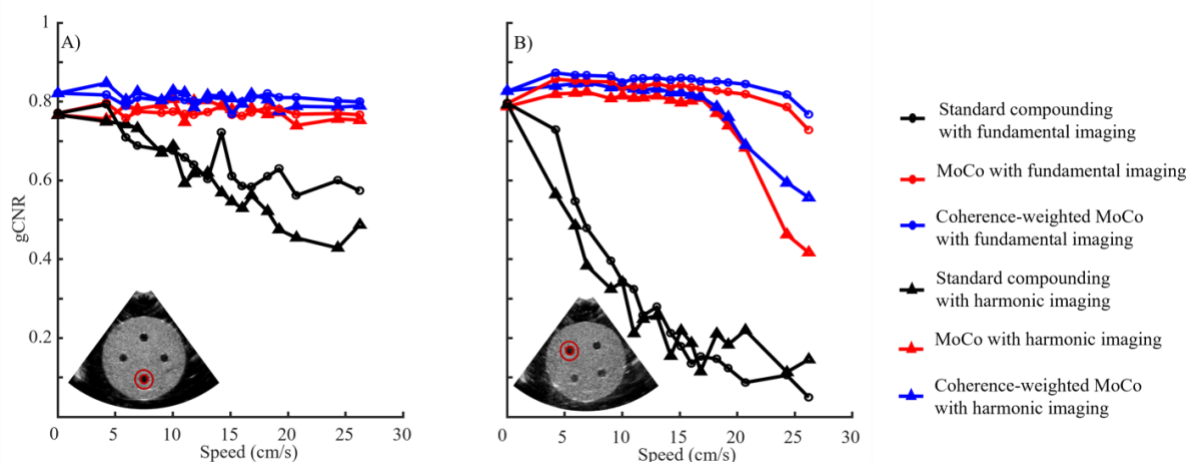 A)
1
0.8
0.6
0.4
0.2
gCNR
0
5
10
15
20
25
30
Speed (cm/s)
B)
0
5
10
15
20
25
30
Speed (cm/s)
Standard compounding
with fundamental imaging
MoCo with fundamental imaging
Coherence-weighted MoCo
with fundamental imaging
Standard compounding
with harmonic imaging
MoCo with harmonic imaging
Coherence-weighted MoCo
with harmonic imaging